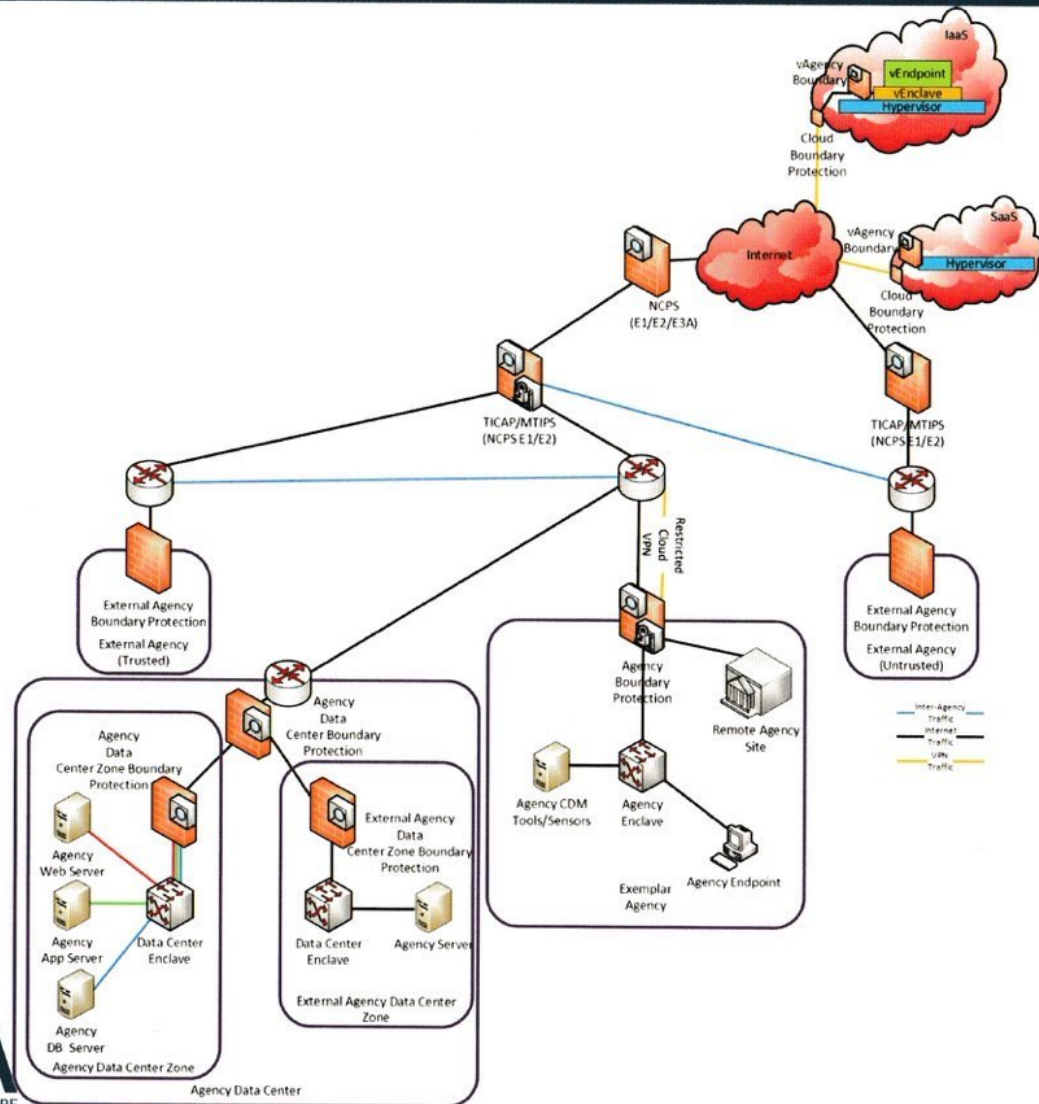 IaaS
vAgency
Boundary
vEndpoint
vEnclave
Hypervisor
Cloud
Boundary
Protection
SaaS
vAgency
Boundary
Hypervisor
Internet
Cloud
Boundary
Protection
NCPS
(E1/E2/E3A)
TICAP/MTIPS
(NCPS E1/E2)
TICAP/MTIPS
(NCPS E1/E2)
Restricted
Cloud
VPN
External Agency
Boundary Protection
External Agency
(Trusted)
External Agency
Boundary Protection
External Agency
(Untrusted)
Agency
Data
Center Boundary
Protection
Agency
Boundary
Protection
Remote Agency
Site
Inter-Agency
Traffic
Internet
Traffic
VPN
Traffic
Agency
Data
Center Zone Boundary
Protection
External Agency
Data
Center Zone Boundary
Protection
Agency CDM
Tools/Sensors
Agency
Enclave
Agency Endpoint
Exemplar
Agency
Agency
Web Server
Agency
App Server
Data Center
Enclave
Data Center
Enclave
Agency Server
Agency
DB Server
External Agency Data Center
Zone
Agency Data Center Zone
Agency Data Center